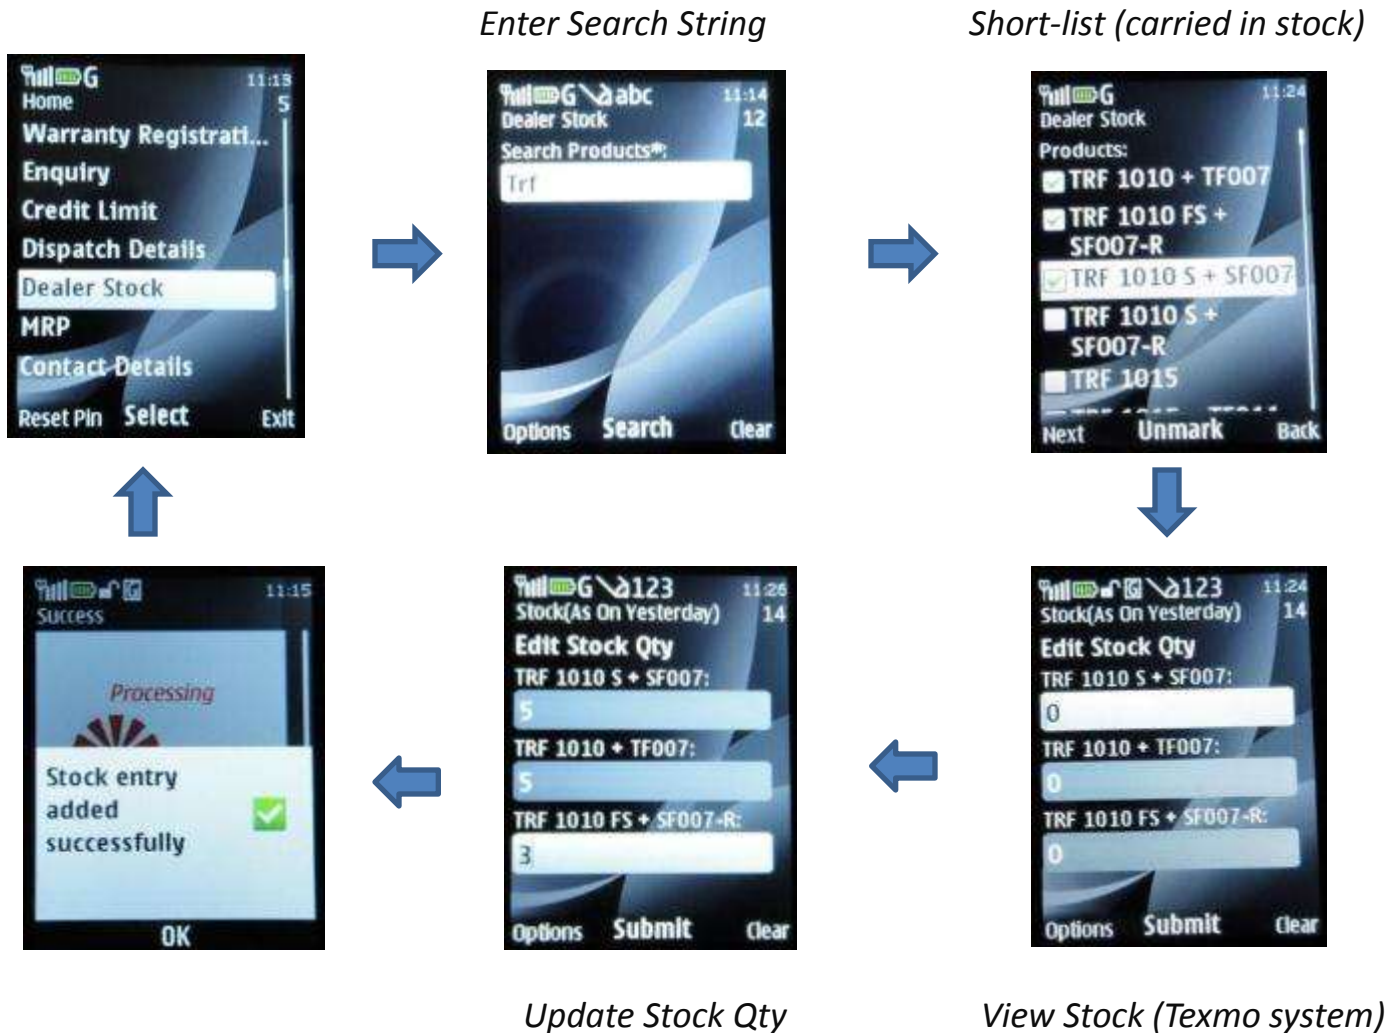 Enter Search String
Short-list (carried in stock)
G 11:13
Home 5
Warranty Registrati...
Enquiry
Credit Limit
Dispatch Details
Dealer Stock
MRP
Contact Details
Reset Pin Select Exit
G abc 11:14
Dealer Stock 12
Search Products*:
Trf
Options Search Clear
G 11:24
Dealer Stock
Products:
TRF 1010 + TF007
TRF 1010 FS +
SF007-R
TRF 1010 S + SF007
TRF 1010 S +
SF007-R
TRF 1015
Next Unmark Back
G 11:15
Success
Processing
Stock entry
added
successfully
OK
G 123 11:26
Stock(As On Yesterday) 14
Edit Stock Qty
TRF 1010 S + SF007:
5
TRF 1010 + TF007:
5
TRF 1010 FS + SF007-R:
3
Options Submit Clear
G 123 11:24
Stock(As On Yesterday) 14
Edit Stock Qty
TRF 1010 S + SF007:
0
TRF 1010 + TF007:
0
TRF 1010 FS + SF007-R:
0
Options Submit Clear
Update Stock Qty
View Stock (Texmo system)